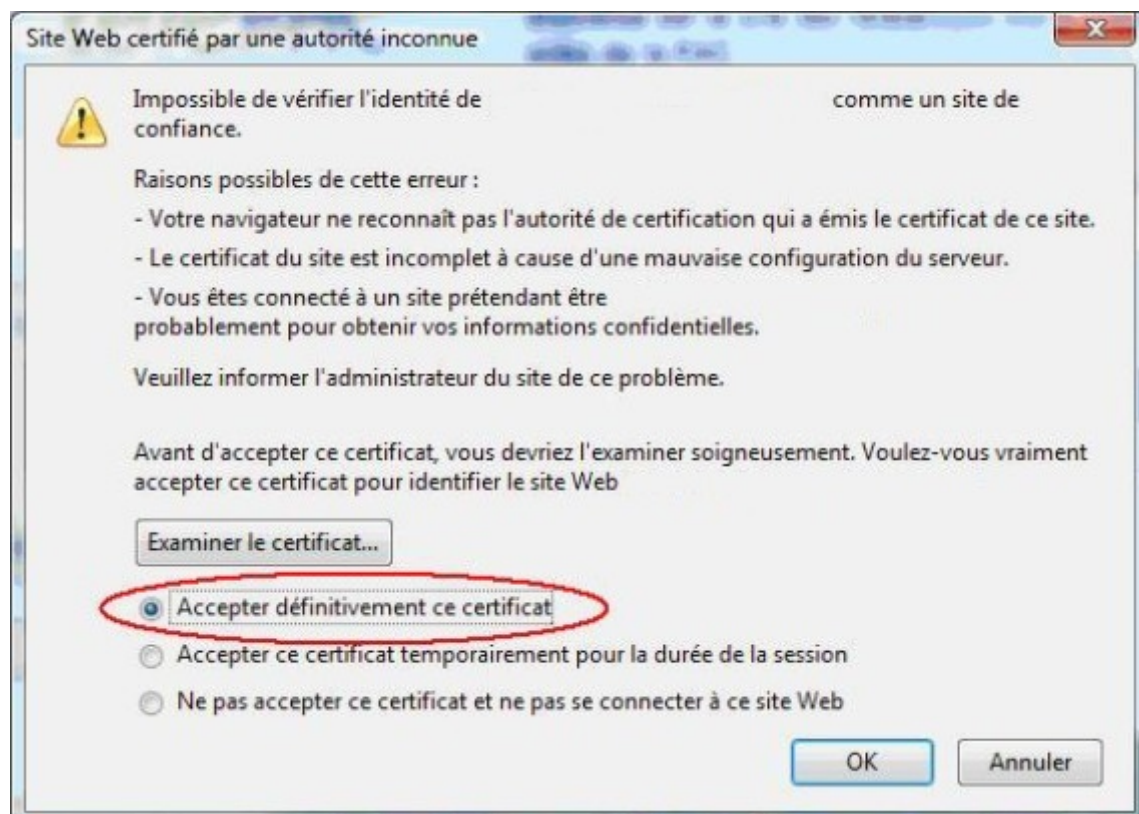 Site Web certifié par une autorité inconnue
Impossible de vérifier l'identité de comme un site de
confiance.
Raisons possibles de cette erreur :
- Votre navigateur ne reconnaît pas l'autorité de certification qui a émis le certificat de ce site.
- Le certificat du site est incomplet à cause d'une mauvaise configuration du serveur.
- Vous êtes connecté à un site prétendant être
probablement pour obtenir vos informations confidentielles.
Veuillez informer l'administrateur du site de ce problème.
Avant d'accepter ce certificat, vous devriez l'examiner soigneusement. Voulez-vous vraiment
accepter ce certificat pour identifier le site Web
Examiner le certificat...
Accepter définitivement ce certificat
Accepter ce certificat temporairement pour la durée de la session
Ne pas accepter ce certificat et ne pas se connecter à ce site Web
OK Annuler